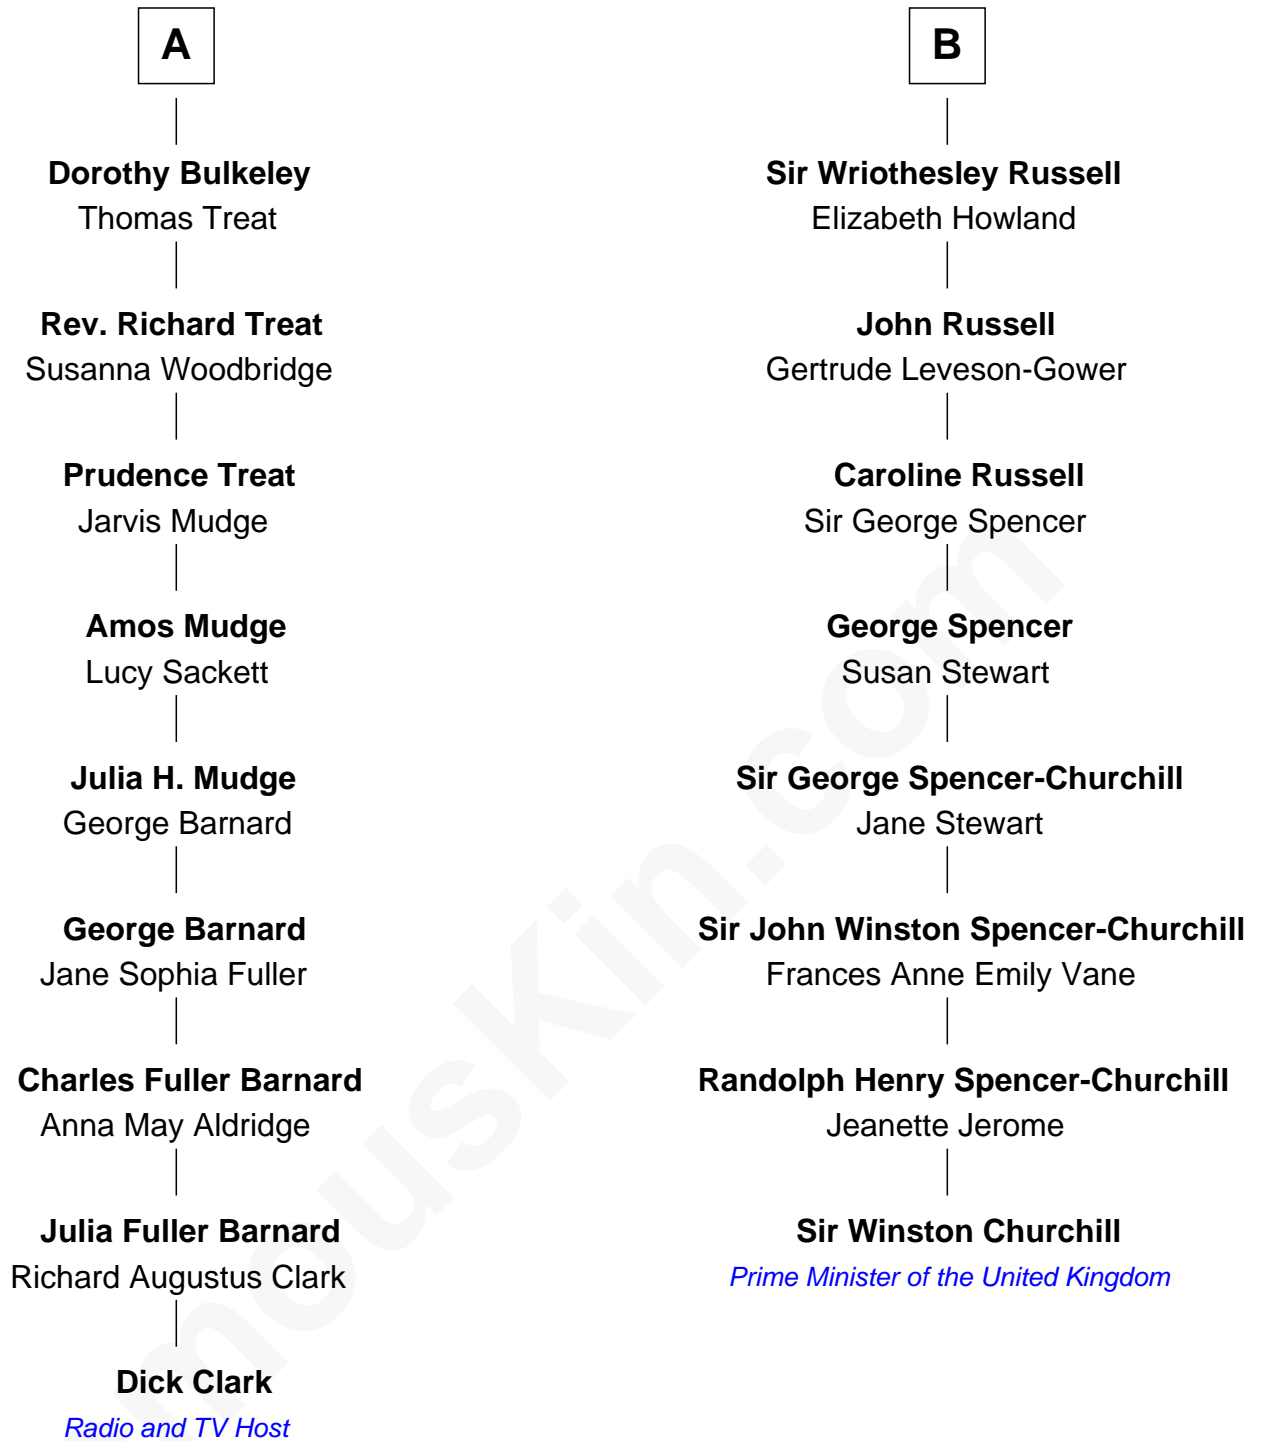 A
Dorothy Bulkeley
Thomas Treat
Rev. Richard Treat
Susanna Woodbridge
Prudence Treat
Jarvis Mudge
Amos Mudge
Lucy Sackett
Julia H. Mudge
George Barnard
George Barnard
Jane Sophia Fuller
Charles Fuller Barnard
Anna May Aldridge
Julia Fuller Barnard
Richard Augustus Clark
Dick Clark
Radio and TV Host
B
Sir Wriothesley Russell
Elizabeth Howland
John Russell
Gertrude Leveson-Gower
Caroline Russell
Sir George Spencer
George Spencer
Susan Stewart
Sir George Spencer-Churchill
Jane Stewart
Sir John Winston Spencer-Churchill
Frances Anne Emily Vane
Randolph Henry Spencer-Churchill
Jeanette Jerome
Sir Winston Churchill
Prime Minister of the United Kingdom
mousKin.com